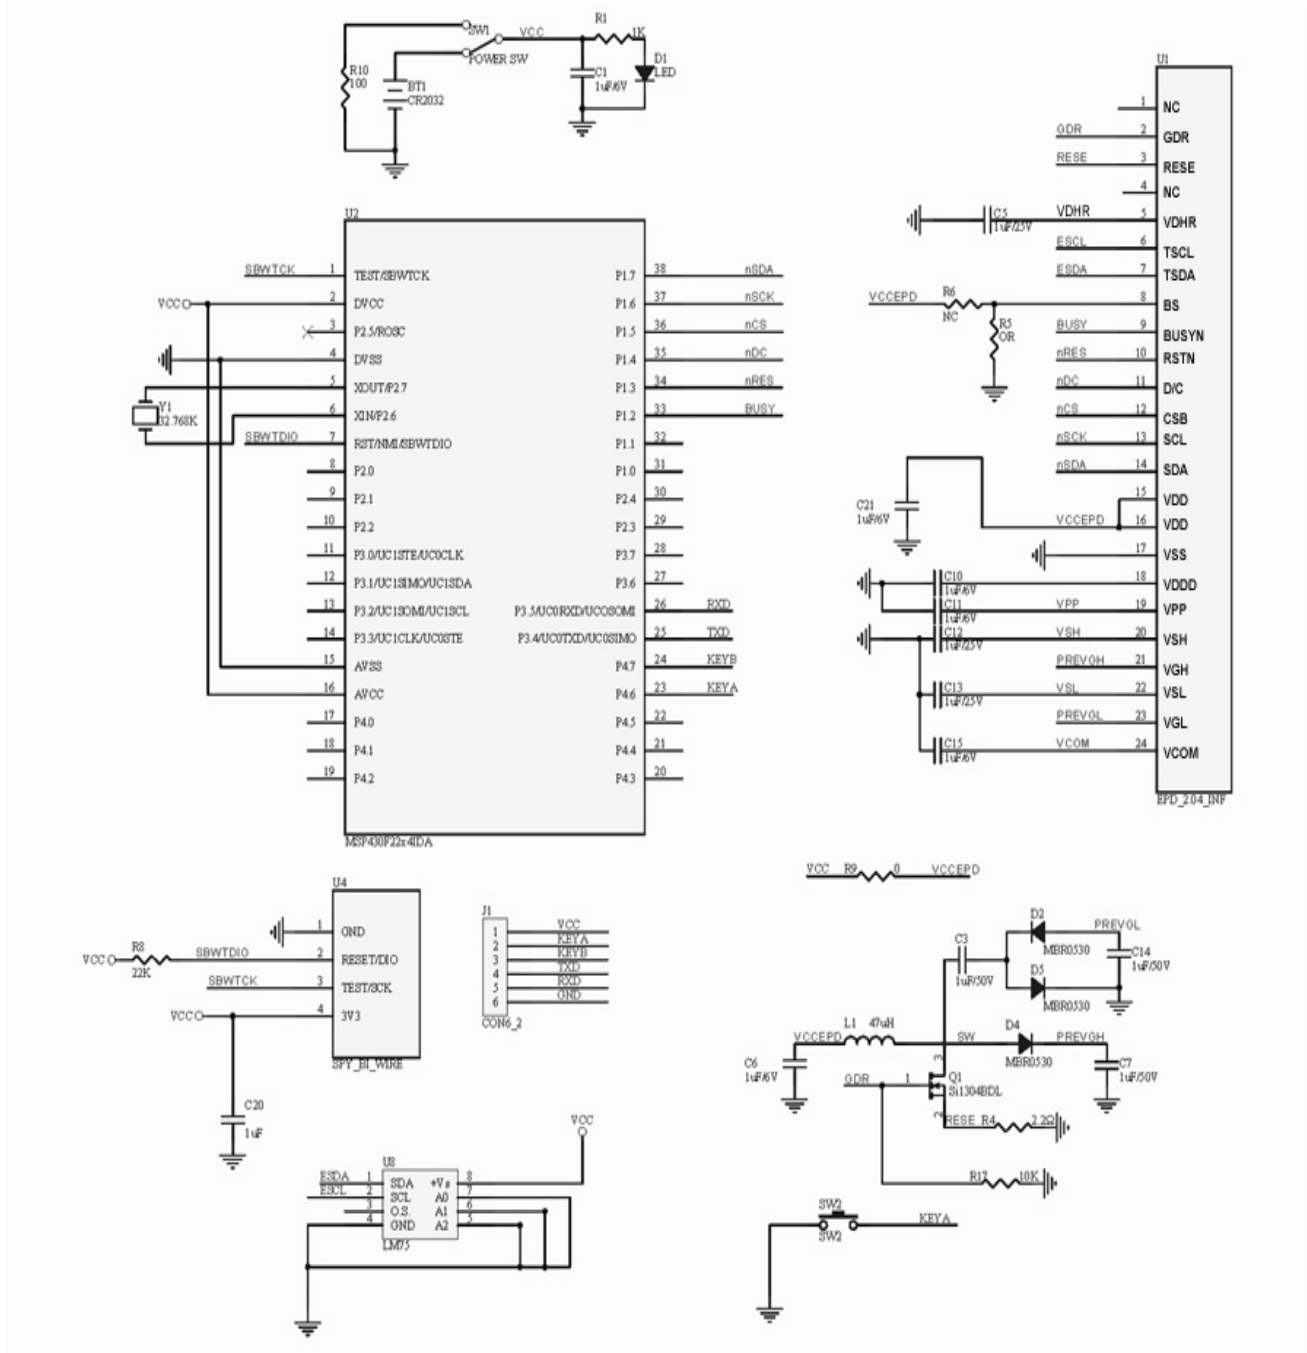 R1
SW1
VCC
1K
POWER SW
D1
LED
R10
100
C1
1uF/6V
BT1
CR2032
U1
1 NC
GDR 2 GDR
RESE 3 RESE
4 NC
C5
1uF/25V
VDHR 5 VDHR
ESCL 6 TSCL
ESDA 7 TSDA
VCCEPD
R6
NC
8 BS
R5
OR
BUSY 9 BUSYN
nRES 10 RSTN
nDC 11 D/C
nCS 12 CSB
nSCK 13 SCL
nSDA 14 SDA
15 VDD
C21
1uF/6V
VCCEPD 16 VDD
17 VSS
C10
1uF/6V
18 VDDD
C11
1uF/6V
VPP 19 VPP
C12
1uF/25V
VSH 20 VSH
PREVGH 21 VGH
C13
1uF/25V
VSL 22 VSL
PREVGL 23 VGL
C15
1uF/6V
VCOM 24 VCOM
EPD_2.04_INF
U2
SBWTCK 1 TEST/SBWTCK
VCC 2 DVCC
3 P2.5/ROSC
4 DVSS
5 XOUT/P2.7
Y1
32.768K
6 XIN/P2.6
SBWTDIO 7 RST/NMI/SBWTDIO
8 P2.0
9 P2.1
10 P2.2
11 P3.0/UC1STE/UC0CLK
12 P3.1/UC1SIMO/UC1SDA
13 P3.2/UC1SOMI/UC1SCL
14 P3.3/UC1CLK/UC0STE
15 AVSS
16 AVCC
17 P4.0
18 P4.1
19 P4.2
P1.7 38 nSDA
P1.6 37 nSCK
P1.5 36 nCS
P1.4 35 nDC
P1.3 34 nRES
P1.2 33 BUSY
P1.1 32
P1.0 31
P2.4 30
P2.3 29
P3.7 28
P3.6 27
P3.5/UC0RXD/UCOSOMI 26 RXD
P3.4/UC0TXD/UC0SIMO 25 TXD
P4.7 24 KEYB
P4.6 23 KEYA
P4.5 22
P4.4 21
P4.3 20
MSP430F22x4IDA
U4
1 GND
VCC
R8
22K
SBWTDIO 2 RESET/DIO
SBWTCK 3 TEST/SCK
VCC 4 3V3
SPY_BI_WIRE
C20
1uF
J1
1 VCC
2 KEYA
3 KEYB
4 TXD
5 RXD
6 GND
CON6_2
VCC R9 0 VCCEPD
D2
MBR0530
PREVGL
C3
1uF/50V
C14
1uF/50V
D5
MBR0530
VCCEPD
L1 47uH
SW
D4
MBR0530
PREVGH
C6
1uF/6V
C7
1uF/50V
3
GDR 1
Q1
Si1304BDL
2
RESE R4 2.2Ω
R17 10K
VCC
U8
ESDA 1 SDA +Vs 8
ESCL 2 SCL A0 7
3 O.S. A1 6
4 GND A2 5
LM75
SW2
SW2
KEYA